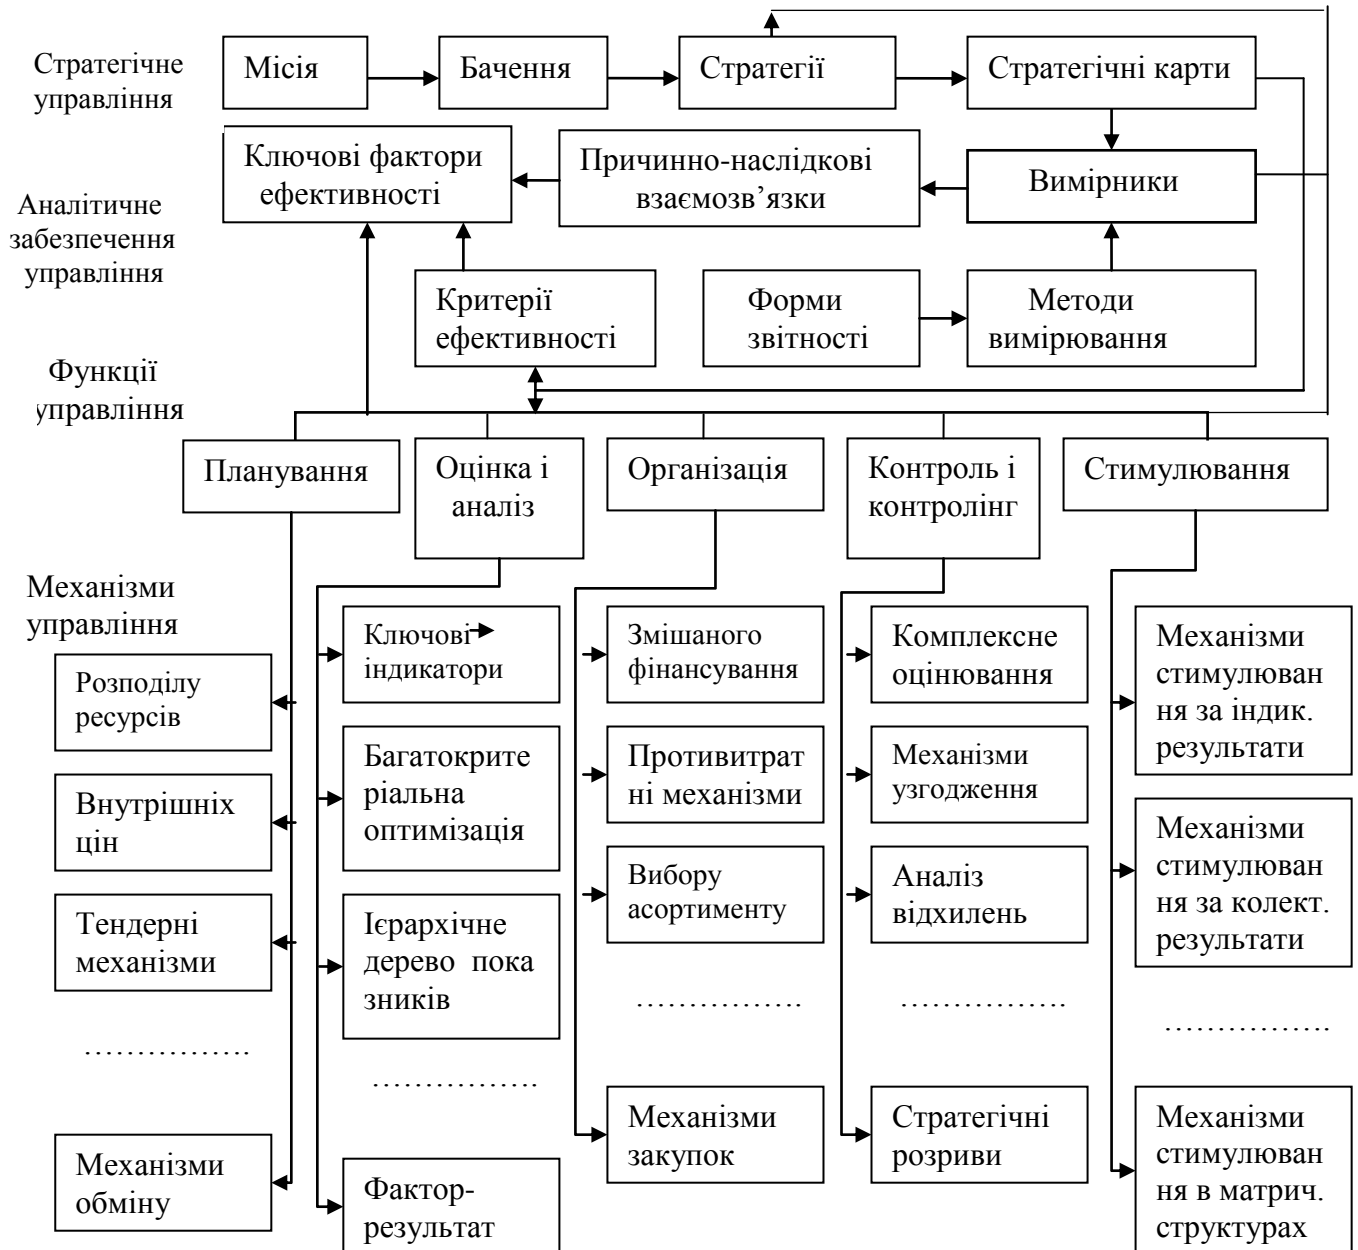 Стратегічне
управління
Місія
Бачення
Стратегії
Стратегічні карти
Аналітичне
забезпечення
управління
Ключові фактори
ефективності
Причинно-наслідкові
взаємозв’язки
Вимірники
Критерії
ефективності
Форми
звітності
Методи
вимірювання
Функції
управління
Планування
Оцінка і
аналіз
Організація
Контроль і
контролінг
Стимулювання
Механізми
управління
Розподілу
ресурсів
Внутрішніх
цін
Тендерні
механізми
…………….
Механізми
обміну
Ключові
індикатори
Багатокрите
ріальна
оптимізація
Ієрархічне
дерево пока
зників
…………….
Фактор-
результат
Змішаного
фінансування
Противитрат
ні механізми
Вибору
асортименту
…………….
Механізми
закупок
Комплексне
оцінювання
Механізми
узгодження
Аналіз
відхилень
…………….
Стратегічні
розриви
Механізми
стимулюван
ня за індик.
результати
Механізми
стимулюван
ня за колект.
результати
…………….
Механізми
стимулюван
ня в матрич.
структурах